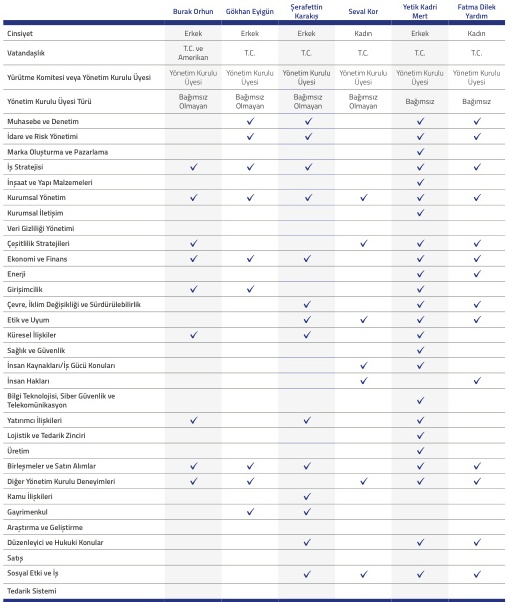 Burak Orhun Gökhan Eyigün Şerafettin Karakış Seval Kor Yetik Kadri Mert Fatma Dilek Yardım
Cinsiyet Erkek Erkek Erkek Kadın Erkek Kadın
Vatandaşlık T.C. ve Amerikan T.C. T.C. T.C. T.C. T.C.
Yürütme Komitesi veya Yönetim Kurulu Üyesi Yönetim Kurulu Üyesi Yönetim Kurulu Üyesi Yönetim Kurulu Üyesi Yönetim Kurulu Üyesi Yönetim Kurulu Üyesi Yönetim Kurulu Üyesi
Yönetim Kurulu Üyesi Türü Bağımsız Olmayan Bağımsız Olmayan Bağımsız Olmayan Bağımsız Olmayan Bağımsız Bağımsız
Muhasebe ve Denetim ✓ ✓ ✓ ✓
İdare ve Risk Yönetimi ✓ ✓ ✓ ✓
Marka Oluşturma ve Pazarlama ✓
İş Stratejisi ✓ ✓ ✓ ✓ ✓
İnşaat ve Yapı Malzemeleri ✓
Kurumsal Yönetim ✓ ✓ ✓ ✓ ✓ ✓
Kurumsal İletişim ✓
Veri Gizliliği Yönetimi
Çeşitlilik Stratejileri ✓ ✓ ✓ ✓
Ekonomi ve Finans ✓ ✓ ✓ ✓ ✓
Enerji ✓ ✓
Girişimcilik ✓ ✓ ✓
Çevre, İklim Değişikliği ve Sürdürülebilirlik ✓ ✓ ✓
Etik ve Uyum ✓ ✓ ✓ ✓
Küresel İlişkiler ✓ ✓ ✓
Sağlık ve Güvenlik ✓
İnsan Kaynakları/İş Gücü Konuları ✓ ✓
İnsan Hakları ✓ ✓
Bilgi Teknolojisi, Siber Güvenlik ve
Telekomünikasyon ✓
Yatırımcı İlişkileri ✓ ✓ ✓
Lojistik ve Tedarik Zinciri ✓
Üretim ✓
Birleşmeler ve Satın Alımlar ✓ ✓ ✓ ✓ ✓
Diğer Yönetim Kurulu Deneyimleri ✓ ✓ ✓ ✓ ✓
Kamu İlişkileri ✓
Gayrimenkul ✓ ✓
Araştırma ve Geliştirme
Düzenleyici ve Hukuki Konular ✓ ✓ ✓
Satış
Sosyal Etki ve İş ✓ ✓ ✓ ✓
Tedarik Sistemi